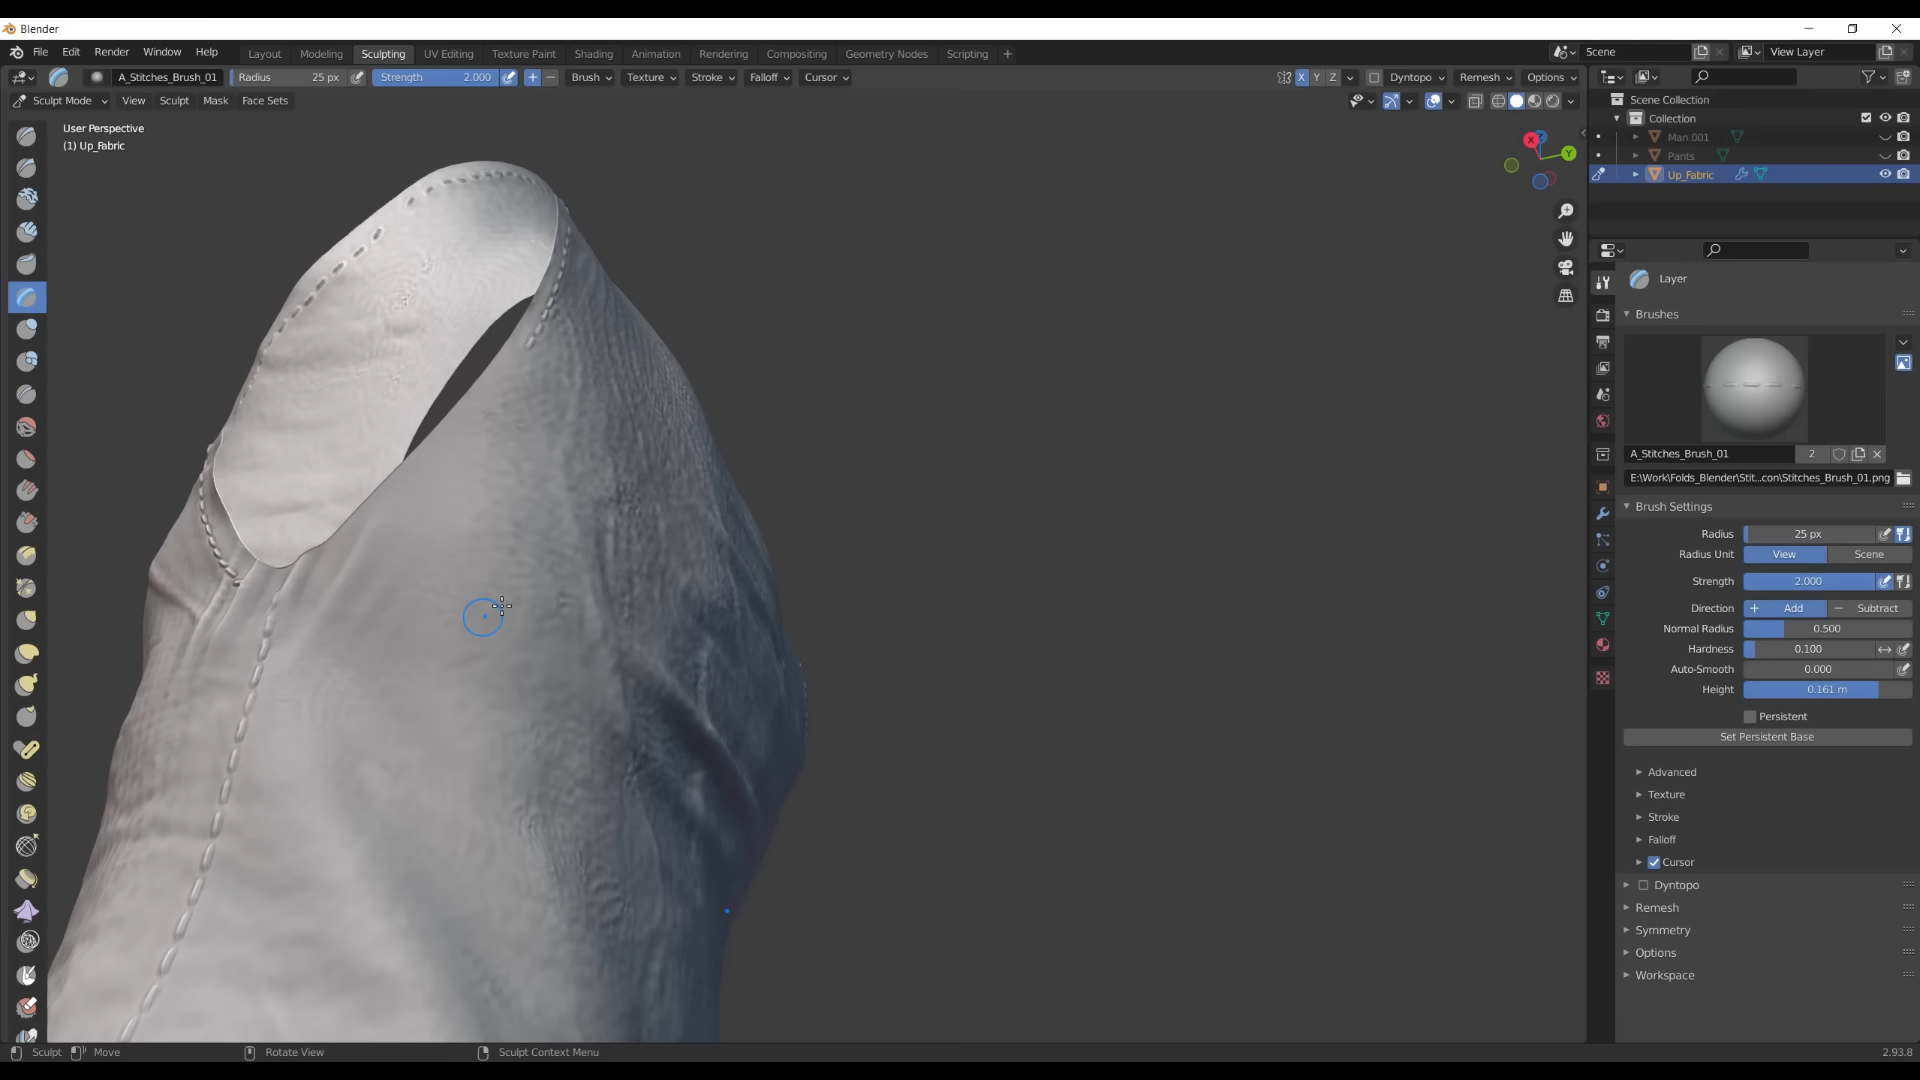 Blender
File Edit Render Window Help Layout Modeling Sculpting UV Editing Texture Paint Shading Animation Rendering Compositing Geometry Nodes Scripting + Scene View Layer
A_Stitches_Brush_01 Radius 25 px Strength 2.000 + − Brush Texture Stroke Falloff Cursor X Y Z Dyntopo Remesh Options
Sculpt Mode View Sculpt Mask Face Sets
User Perspective
(1) Up_Fabric
X Y Z
Scene Collection
Collection
Man.001
Pants
Up_Fabric
Layer
Brushes
A_Stitches_Brush_01 2
E:\Work\Folds_Blender\Stit...con\Stitches_Brush_01.png
Brush Settings
Radius 25 px
Radius Unit View Scene
Strength 2.000
Direction + Add − Subtract
Normal Radius 0.500
Hardness 0.100
Auto-Smooth 0.000
Height 0.161 m
Persistent
Set Persistent Base
Advanced
Texture
Stroke
Falloff
Cursor
Dyntopo
Remesh
Symmetry
Options
Workspace
Sculpt Move Rotate View Sculpt Context Menu 2.93.8